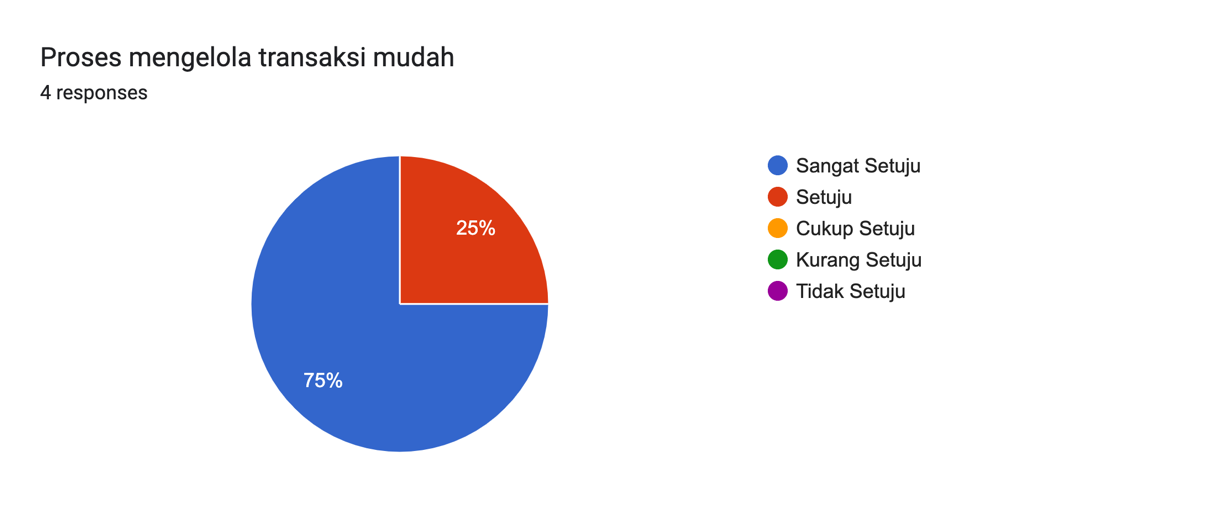 Proses mengelola transaksi mudah
4 responses
25%
75%
Sangat Setuju
Setuju
Cukup Setuju
Kurang Setuju
Tidak Setuju